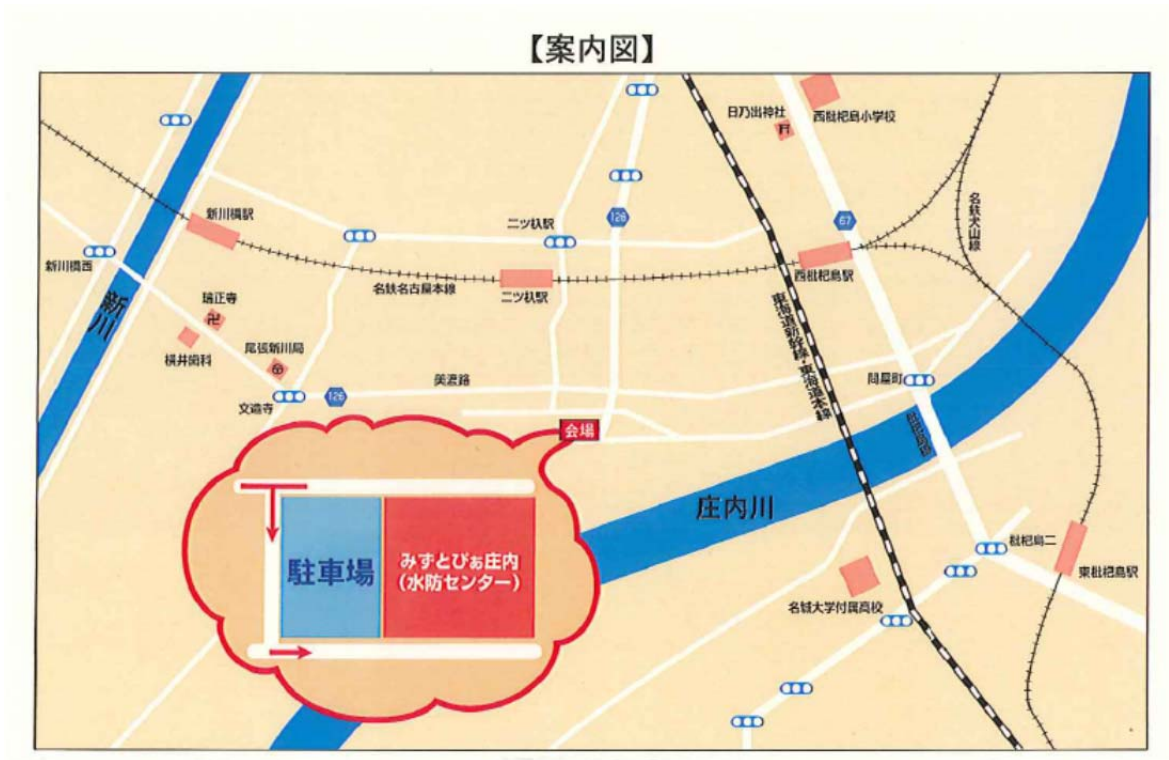 【案内図】
日乃出神社
西枇杷島小学校
新川橋駅
二ツ杁駅
126
67
名鉄犬山線
新川橋西
名鉄名古屋本線
二ツ杁駅
西枇杷島駅
新川
瑞正寺
横井歯科
尾張新川局
東海道新幹線・東海道本線
美濃路
問屋町
文造寺
126
会場
枇杷島橋
庄内川
駐車場
みずとぴぁ庄内
(水防センター)
枇杷島二
東枇杷島駅
名城大学付属高校